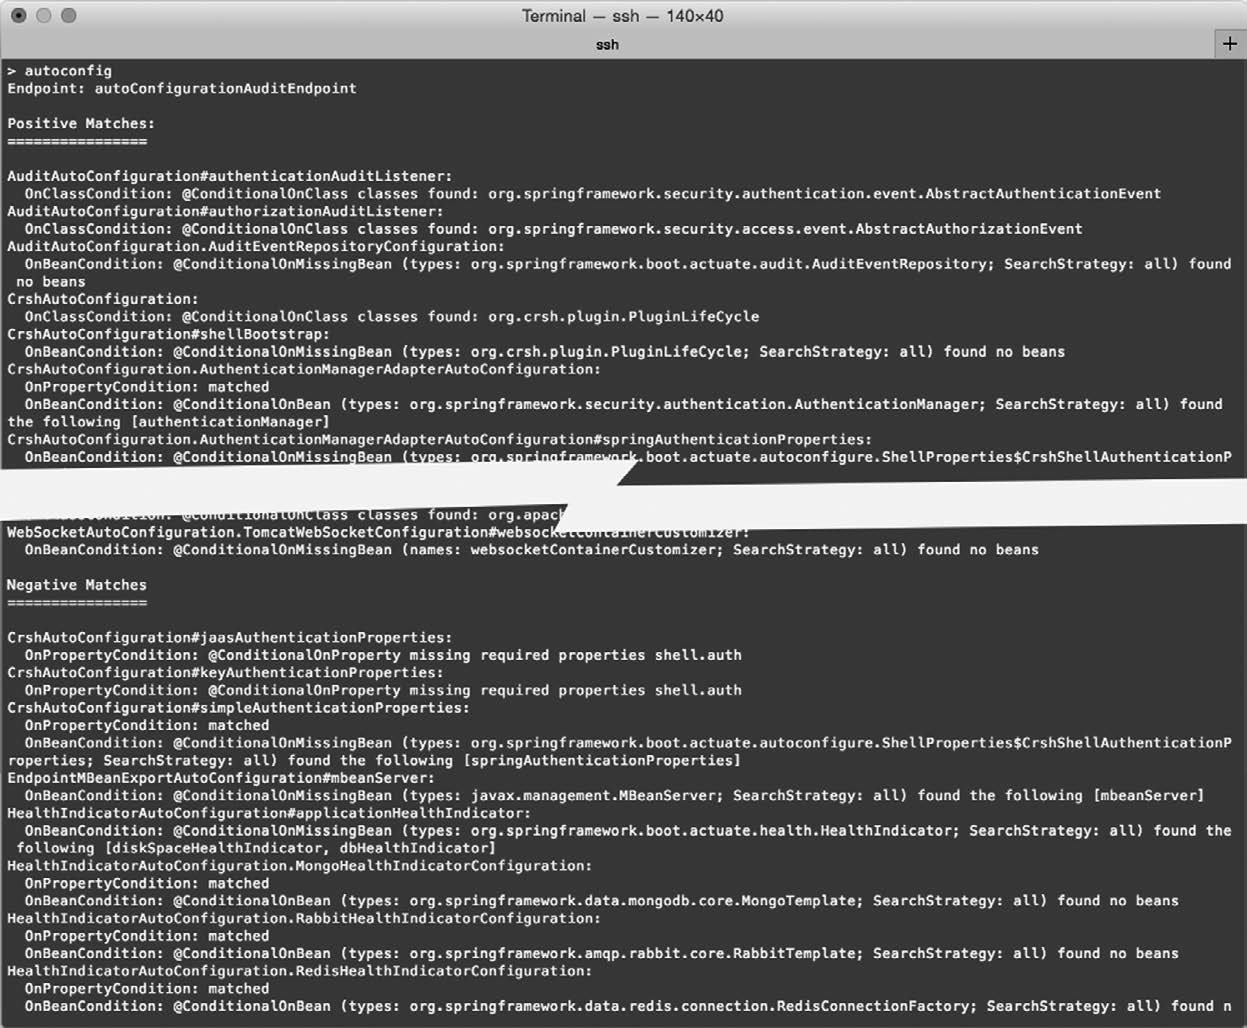 Terminal — ssh — 140×40
ssh
+
> autoconfig
Endpoint: autoConfigurationAuditEndpoint
Positive Matches:
================
AuditAutoConfiguration#authenticationAuditListener:
OnClassCondition: @ConditionalOnClass classes found: org.springframework.security.authentication.event.AbstractAuthenticationEvent
AuditAutoConfiguration#authorizationAuditListener:
OnClassCondition: @ConditionalOnClass classes found: org.springframework.security.access.event.AbstractAuthorizationEvent
AuditAutoConfiguration.AuditEventRepositoryConfiguration:
OnBeanCondition: @ConditionalOnMissingBean (types: org.springframework.boot.actuate.audit.AuditEventRepository; SearchStrategy: all) found
no beans
CrshAutoConfiguration:
OnClassCondition: @ConditionalOnClass classes found: org.crsh.plugin.PluginLifeCycle
CrshAutoConfiguration#shellBootstrap:
OnBeanCondition: @ConditionalOnMissingBean (types: org.crsh.plugin.PluginLifeCycle; SearchStrategy: all) found no beans
CrshAutoConfiguration.AuthenticationManagerAdapterAutoConfiguration:
OnPropertyCondition: matched
OnBeanCondition: @ConditionalOnBean (types: org.springframework.security.authentication.AuthenticationManager; SearchStrategy: all) found
the following [authenticationManager]
CrshAutoConfiguration.AuthenticationManagerAdapterAutoConfiguration#springAuthenticationProperties:
OnBeanCondition: @ConditionalOnMissingBean (types: org.springframework.boot.actuate.autoconfigure.ShellProperties$CrshShellAuthenticationP
@ConditionalOnClass classes found: org.apac
WebSocketAutoConfiguration.TomcatWebSocketConfiguration#websocketContainerCustomizer:
OnBeanCondition: @ConditionalOnMissingBean (names: websocketContainerCustomizer; SearchStrategy: all) found no beans
Negative Matches
================
CrshAutoConfiguration#jaasAuthenticationProperties:
OnPropertyCondition: @ConditionalOnProperty missing required properties shell.auth
CrshAutoConfiguration#keyAuthenticationProperties:
OnPropertyCondition: @ConditionalOnProperty missing required properties shell.auth
CrshAutoConfiguration#simpleAuthenticationProperties:
OnPropertyCondition: matched
OnBeanCondition: @ConditionalOnMissingBean (types: org.springframework.boot.actuate.autoconfigure.ShellProperties$CrshShellAuthenticationP
roperties; SearchStrategy: all) found the following [springAuthenticationProperties]
EndpointMBeanExportAutoConfiguration#mbeanServer:
OnBeanCondition: @ConditionalOnMissingBean (types: javax.management.MBeanServer; SearchStrategy: all) found the following [mbeanServer]
HealthIndicatorAutoConfiguration#applicationHealthIndicator:
OnBeanCondition: @ConditionalOnMissingBean (types: org.springframework.boot.actuate.health.HealthIndicator; SearchStrategy: all) found the
following [diskSpaceHealthIndicator, dbHealthIndicator]
HealthIndicatorAutoConfiguration.MongoHealthIndicatorConfiguration:
OnPropertyCondition: matched
OnBeanCondition: @ConditionalOnBean (types: org.springframework.data.mongodb.core.MongoTemplate; SearchStrategy: all) found no beans
HealthIndicatorAutoConfiguration.RabbitHealthIndicatorConfiguration:
OnPropertyCondition: matched
OnBeanCondition: @ConditionalOnBean (types: org.springframework.amqp.rabbit.core.RabbitTemplate; SearchStrategy: all) found no beans
HealthIndicatorAutoConfiguration.RedisHealthIndicatorConfiguration:
OnPropertyCondition: matched
OnBeanCondition: @ConditionalOnBean (types: org.springframework.data.redis.connection.RedisConnectionFactory; SearchStrategy: all) found n